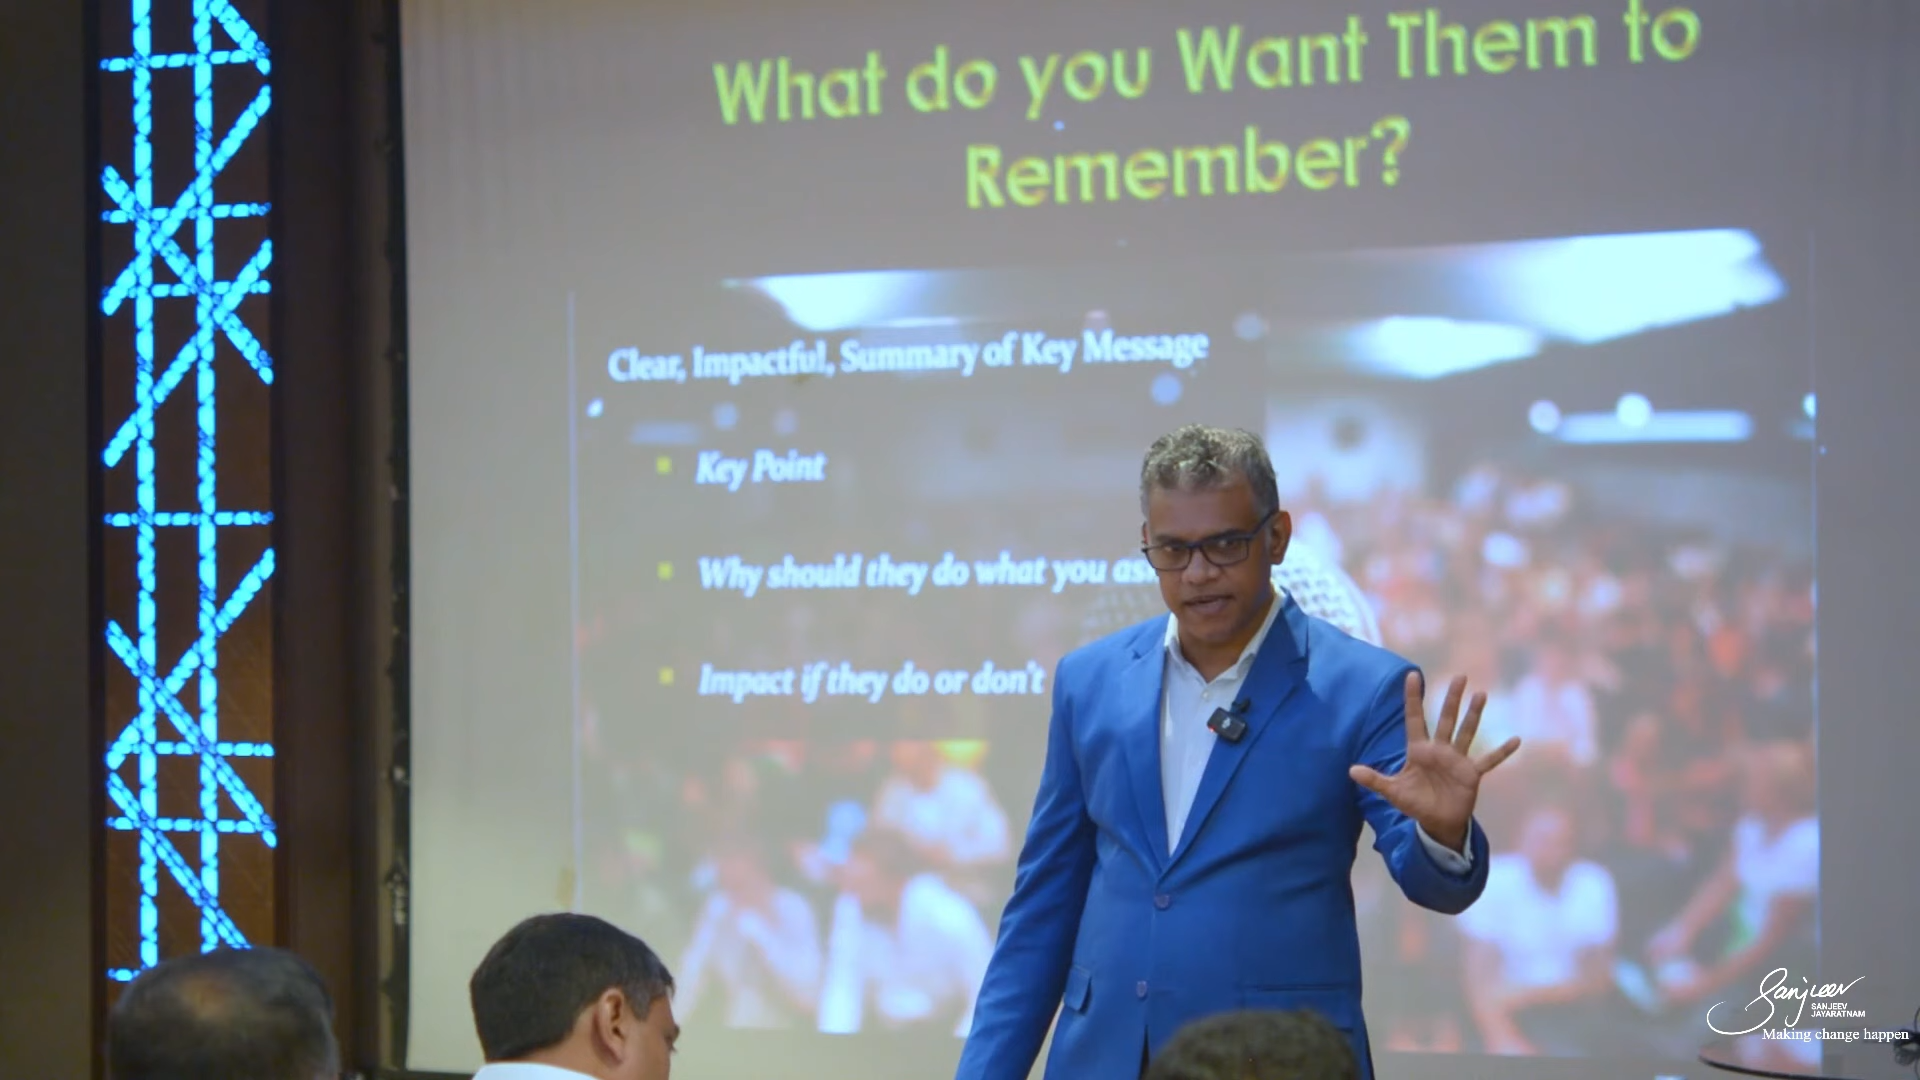 What do you Want Them to
Remember?
Clear, Impactful, Summary of Key Message
Key Point
Why should they do what you as
Impact if they do or don't
Sanjeev
SANJEEV
JAYARATNAM
Making change happen